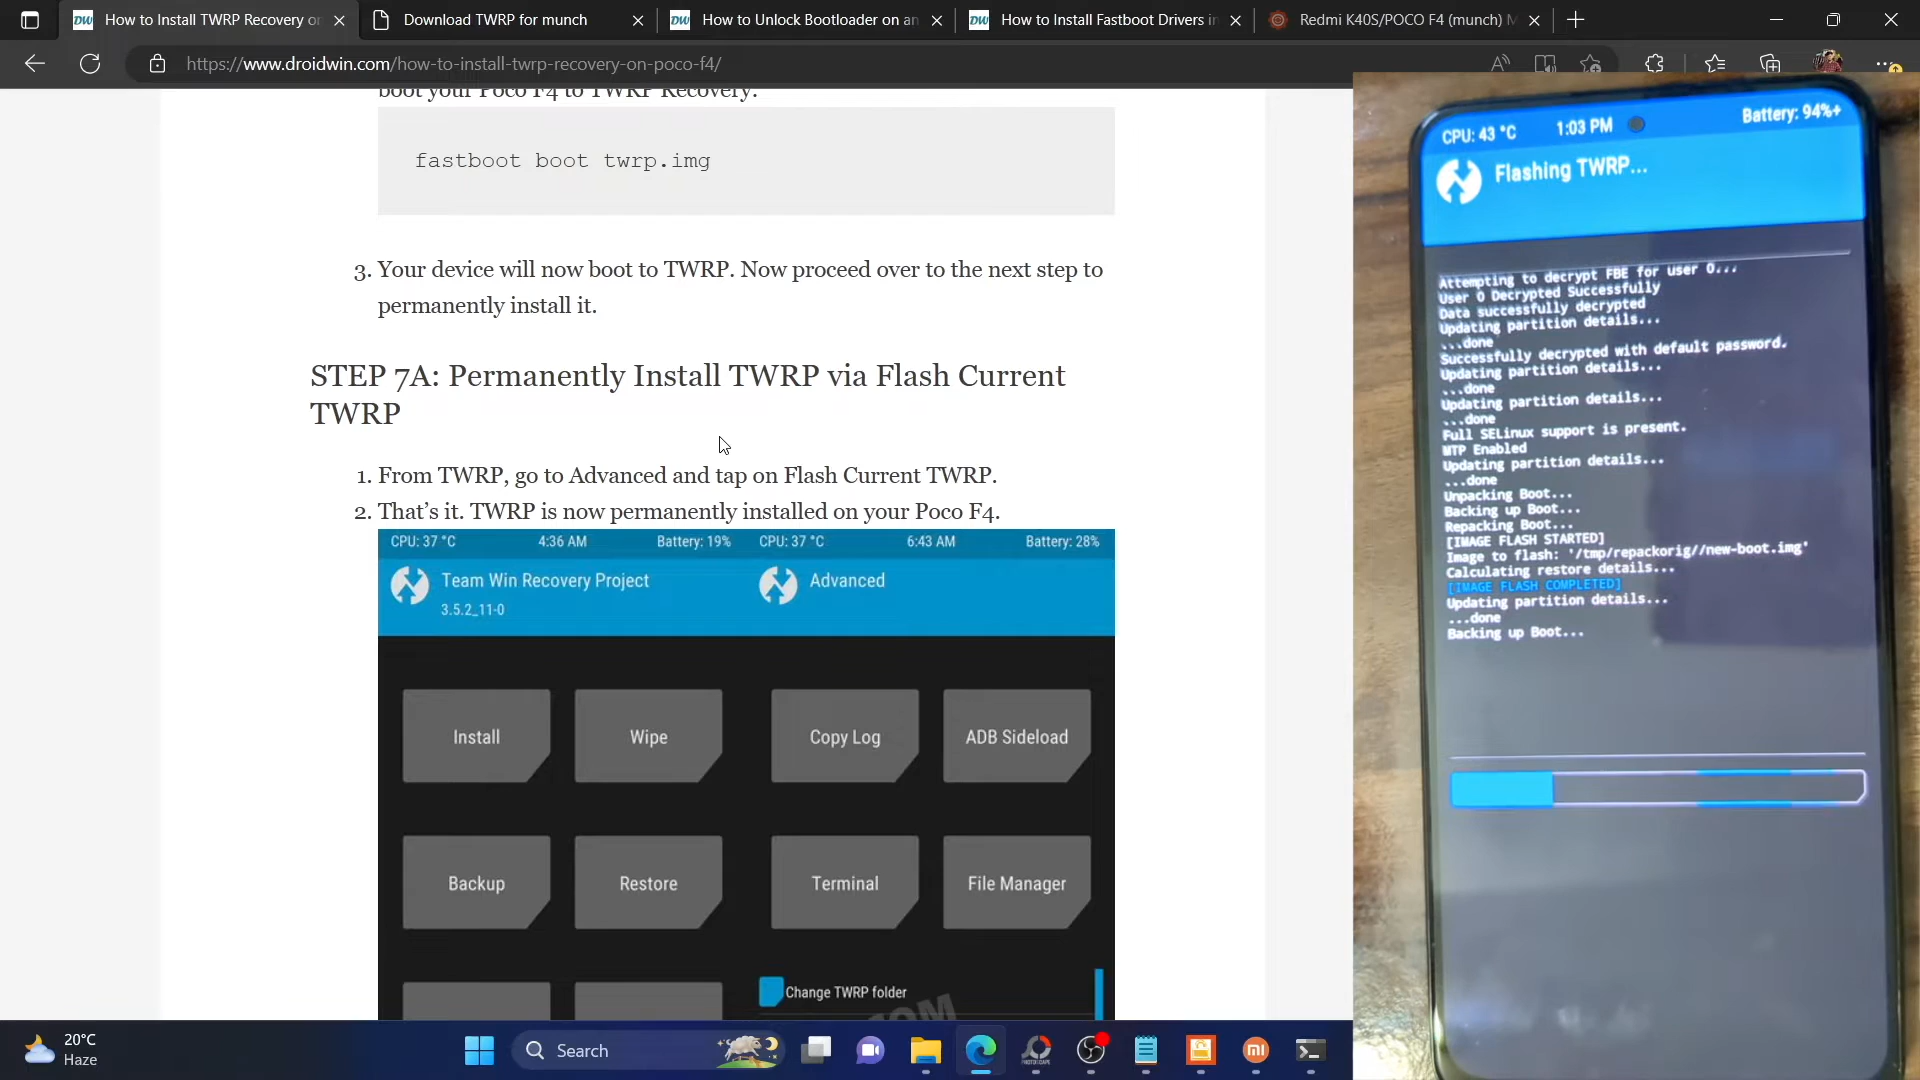 How to Install TWRP Recovery or
Download TWRP for munch
How to Unlock Bootloader on an
How to Install Fastboot Drivers in
Redmi K40S/POCO F4 (munch) M
https://www.droidwin.com/how-to-install-twrp-recovery-on-poco-f4/
boot your Poco F4 to TWRP Recovery.
fastboot boot twrp.img
3. Your device will now boot to TWRP. Now proceed over to the next step to
permanently install it.
STEP 7A: Permanently Install TWRP via Flash Current
TWRP
1. From TWRP, go to Advanced and tap on Flash Current TWRP.
2. That’s it. TWRP is now permanently installed on your Poco F4.
CPU: 37 °C 4:36 AM Battery: 19%
Team Win Recovery Project
3.5.2_11-0
Install Wipe
Backup Restore
CPU: 37 °C 6:43 AM Battery: 28%
Advanced
Copy Log ADB Sideload
Terminal File Manager
Change TWRP folder
.COM
CPU: 43 °C 1:03 PM Battery: 94%+
Flashing TWRP...
Attempting to decrypt FBE for user 0...
User 0 Decrypted Successfully
Data successfully decrypted
Updating partition details...
...done
Successfully decrypted with default password.
Updating partition details...
...done
Updating partition details...
...done
Full SELinux support is present.
MTP Enabled
Updating partition details...
...done
Unpacking Boot...
Backing up Boot...
Repacking Boot...
[IMAGE FLASH STARTED]
Image to flash: '/tmp/repackorig//new-boot.img'
Calculating restore details...
[IMAGE FLASH COMPLETED]
Updating partition details...
...done
Backing up Boot...
20°C
Haze
Search